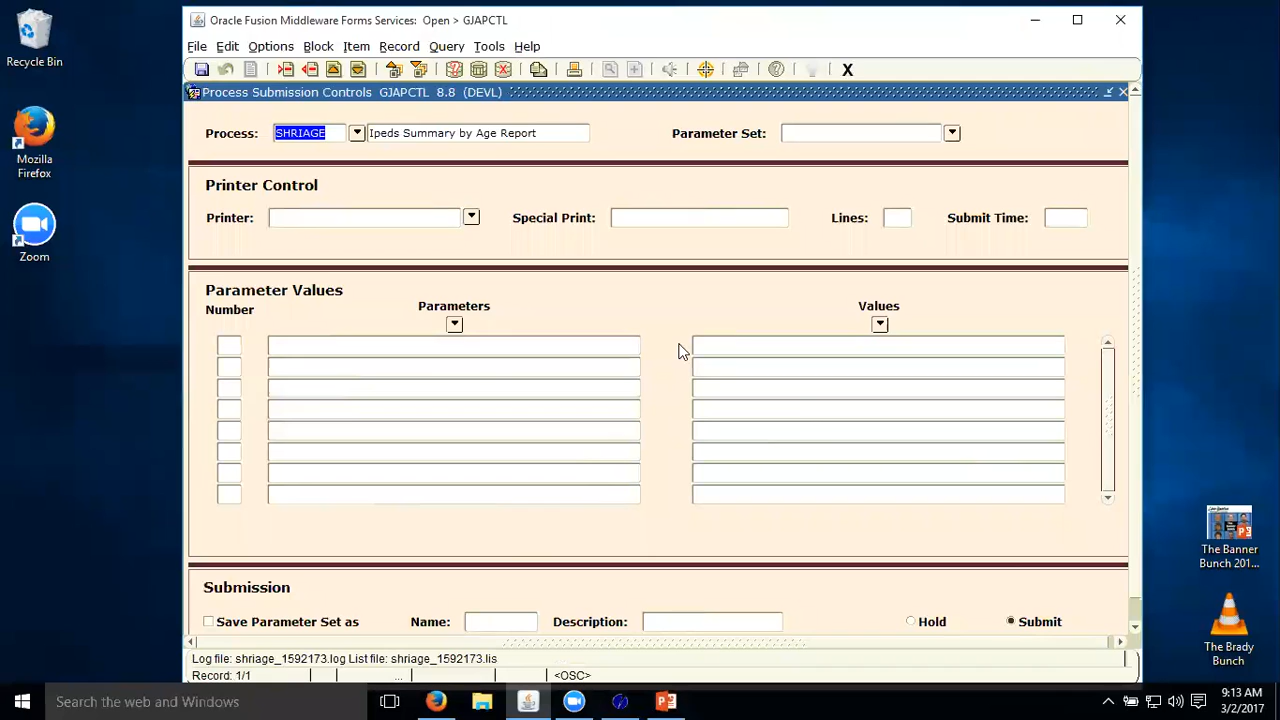 Recycle Bin
Mozilla
Firefox
Zoom
Oracle Fusion Middleware Forms Services: Open > GJAPCTL
File Edit Options Block Item Record Query Tools Help
X
Process Submission Controls GJAPCTL 8.8 (DEVL)
Process: SHRIAGE Ipeds Summary by Age Report Parameter Set:
Printer Control
Printer: Special Print: Lines: Submit Time:
Parameter Values
Number Parameters Values
Submission
Save Parameter Set as Name: Description: Hold Submit
Log file: shriage_1592173.log List file: shriage_1592173.lis
Record: 1/1 ... <OSC>
The Banner
Bunch 201...
The Brady
Bunch
Search the web and Windows
9:13 AM
3/2/2017